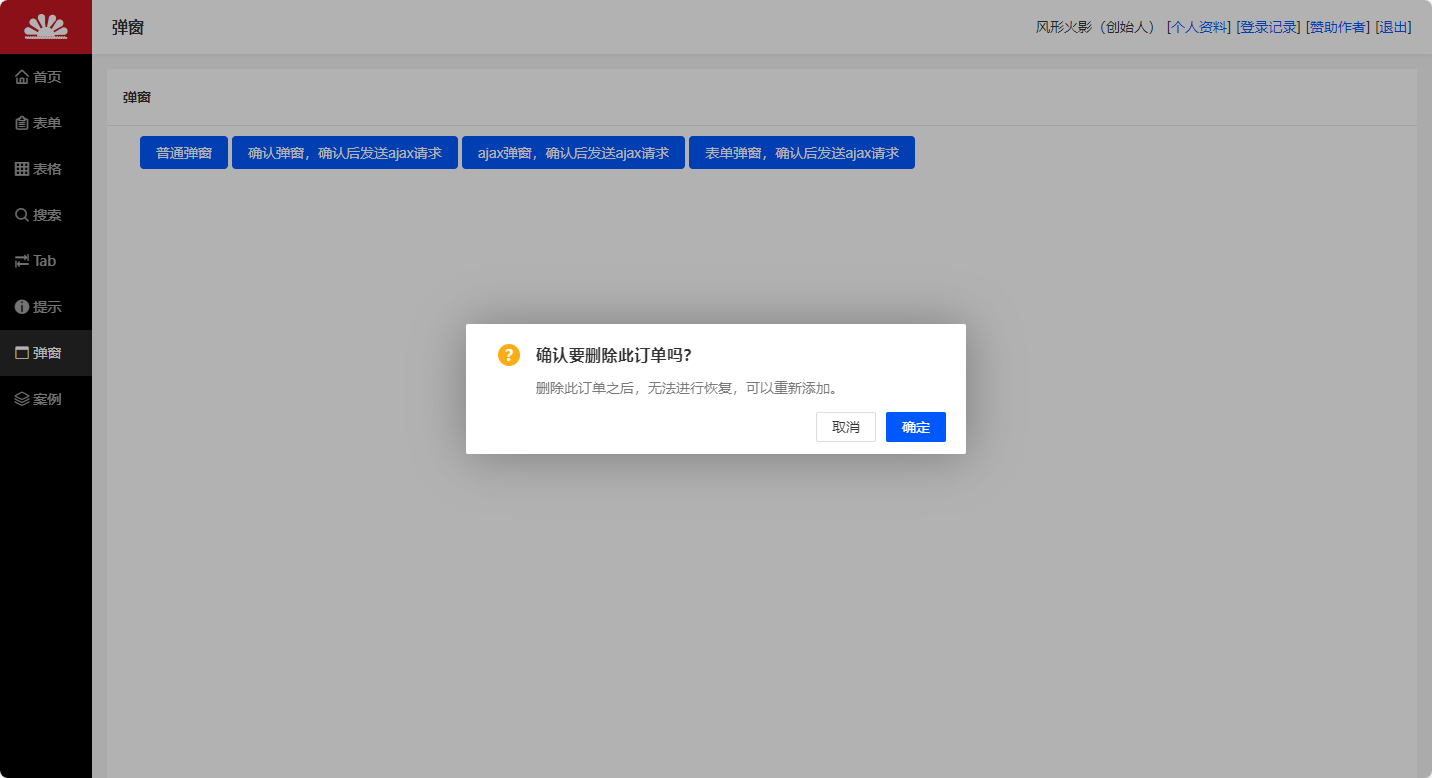 弹窗
风形火影（创始人） [个人资料] [登录记录] [赞助作者] [退出]
首页
表单
表格
搜索
Tab
提示
弹窗
案例
弹窗
普通弹窗
确认弹窗，确认后发送ajax请求
ajax弹窗，确认后发送ajax请求
表单弹窗，确认后发送ajax请求
确认要删除此订单吗?
删除此订单之后，无法进行恢复，可以重新添加。
取消
确定